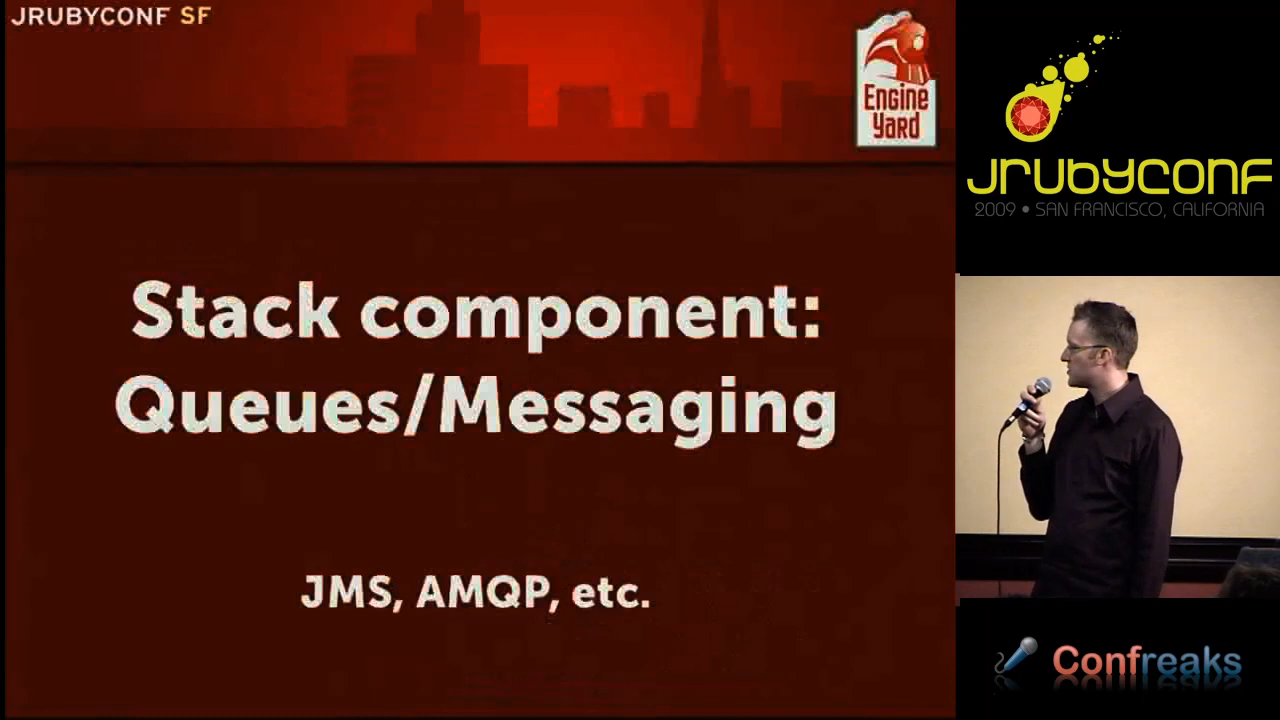 JRUBYCONF SF
Engine
Yard
Stack component:
Queues/Messaging
JMS, AMQP, etc.
JRUBYCONF
2009 • SAN FRANCISCO, CALIFORNIA
Confreaks